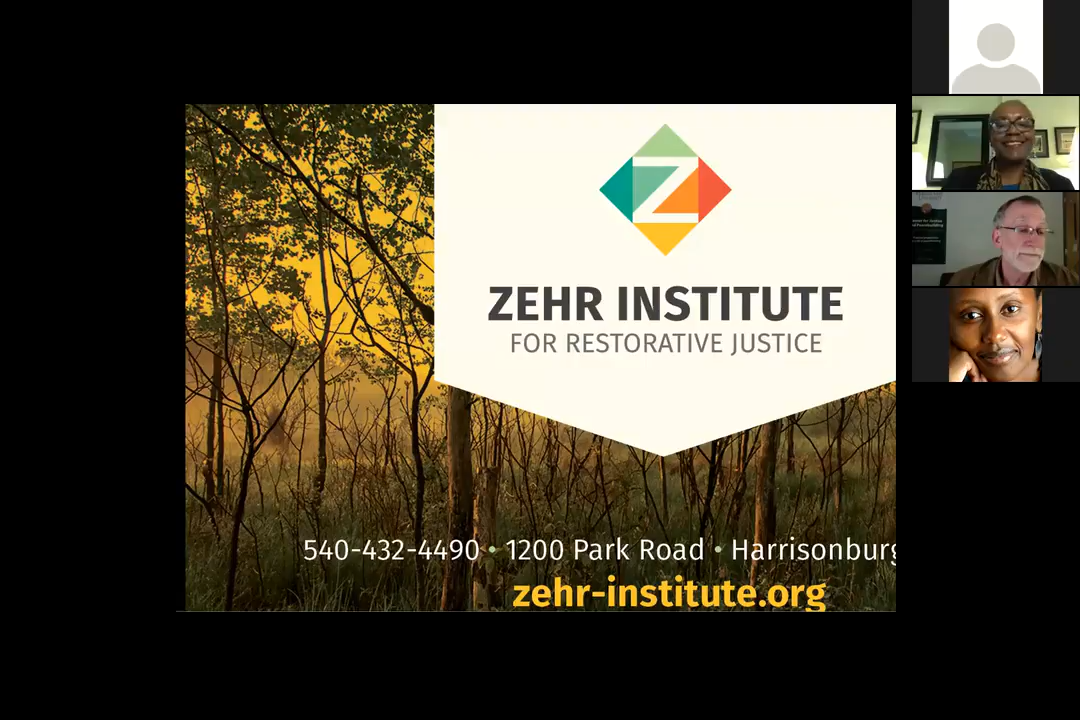 Z
ZEHR INSTITUTE
FOR RESTORATIVE JUSTICE
540-432-4490 • 1200 Park Road • Harrisonburg
zehr-institute.org